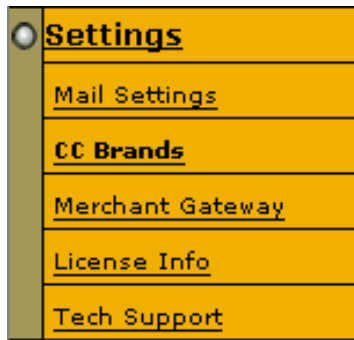 Settings
Mail Settings
CC Brands
Merchant Gateway
License Info
Tech Support